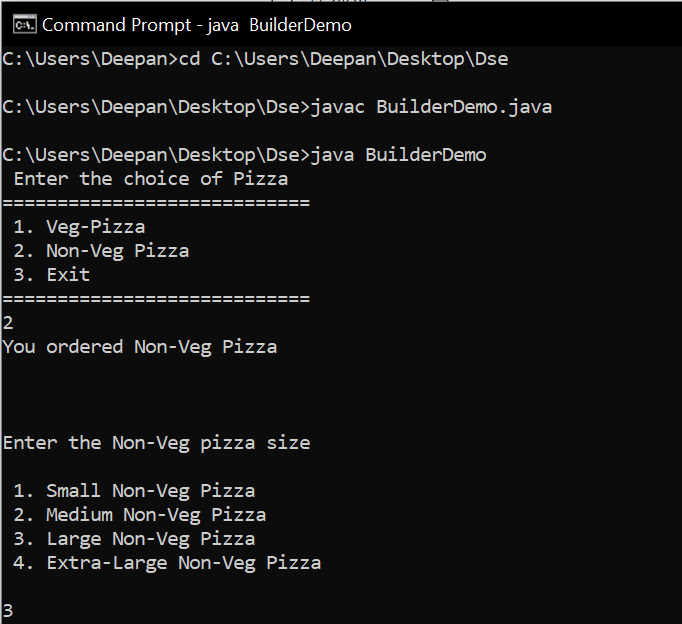 Command Prompt - java  BuilderDemo
C:\Users\Deepan>cd C:\Users\Deepan\Desktop\Dse
C:\Users\Deepan\Desktop\Dse>javac BuilderDemo.java
C:\Users\Deepan\Desktop\Dse>java BuilderDemo
 Enter the choice of Pizza
============================
 1. Veg-Pizza
 2. Non-Veg Pizza
 3. Exit
============================
2
You ordered Non-Veg Pizza
Enter the Non-Veg pizza size
 1. Small Non-Veg Pizza
 2. Medium Non-Veg Pizza
 3. Large Non-Veg Pizza
 4. Extra-Large Non-Veg Pizza
3